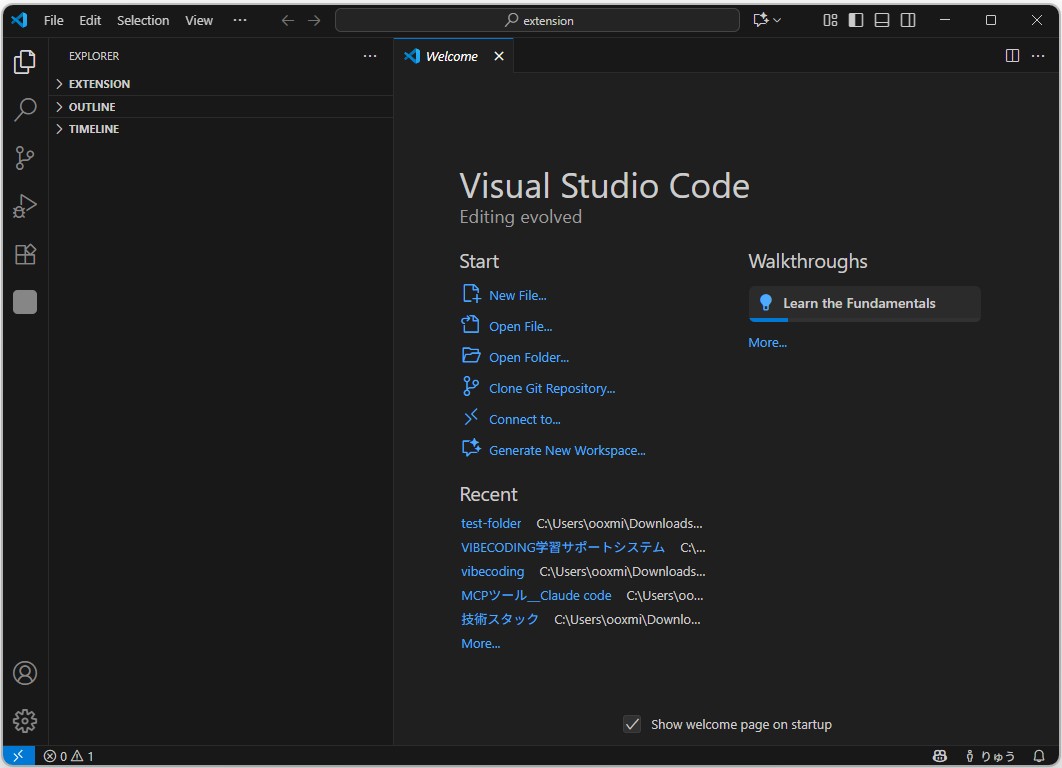 File Edit Selection View ··· extension
EXPLORER ···
EXTENSION
OUTLINE
TIMELINE
Welcome
Visual Studio Code
Editing evolved
Start
New File...
Open File...
Open Folder...
Clone Git Repository...
Connect to...
Generate New Workspace...
Walkthroughs
Learn the Fundamentals
More...
Recent
test-folder C:\Users\ooxmi\Downloads...
VIBECODING学習サポートシステム C:\...
vibecoding C:\Users\ooxmi\Downloads...
MCPツール__Claude code C:\Users\oo...
技術スタック C:\Users\ooxmi\Downlo...
More...
Show welcome page on startup
0 1 りゅう